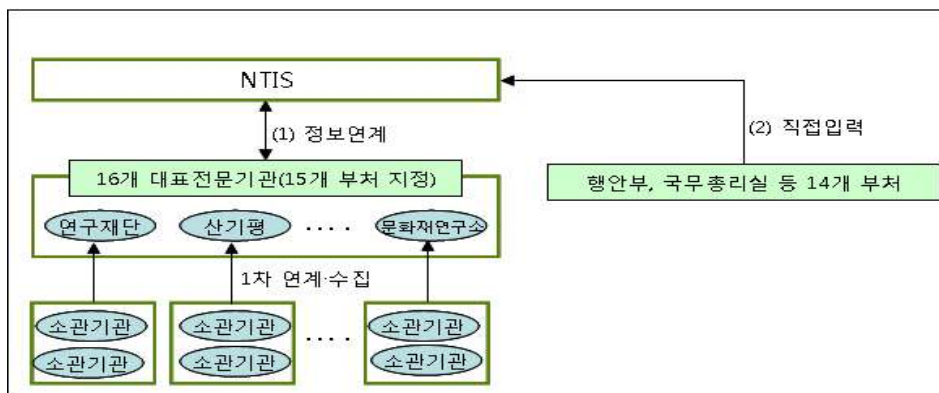 NTIS
(1) 정보연계
(2) 직접입력
16개 대표전문기관(15개 부처 지정)
행안부, 국무총리실 등 14개 부처
연구재단 산기평 .... 문화재연구소
1차 연계·수집
소관기관 소관기관 .... 소관기관
소관기관 소관기관 소관기관